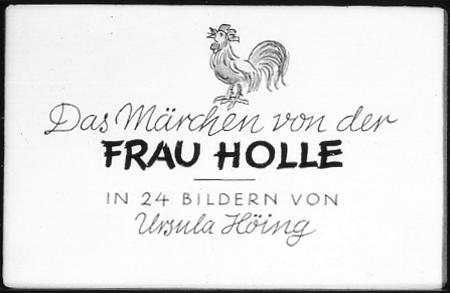 Das Märchen von der
FRAU HOLLE
IN 24 BILDERN VON
Ursula Höing